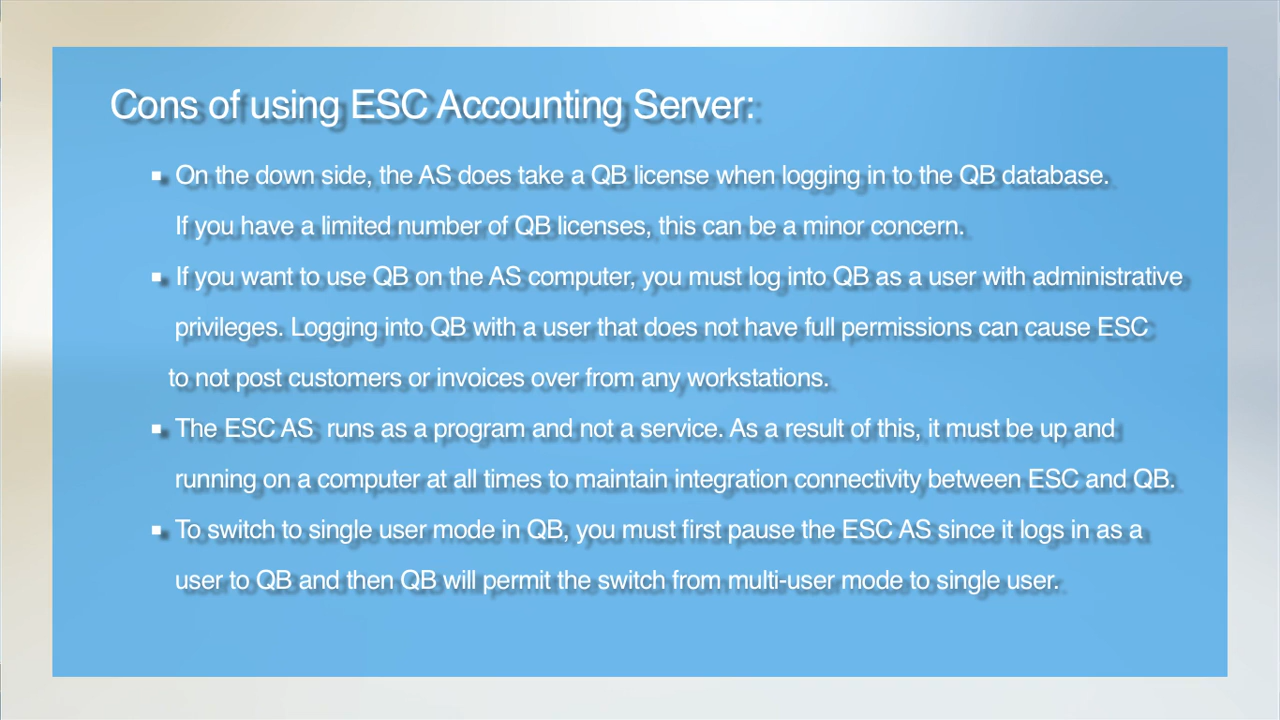 Cons of using ESC Accounting Server:
▪ On the down side, the AS does take a QB license when logging in to the QB database.
If you have a limited number of QB licenses, this can be a minor concern.
▪ If you want to use QB on the AS computer, you must log into QB as a user with administrative
privileges. Logging into QB with a user that does not have full permissions can cause ESC
to not post customers or invoices over from any workstations.
▪ The ESC AS  runs as a program and not a service. As a result of this, it must be up and
running on a computer at all times to maintain integration connectivity between ESC and QB.
▪ To switch to single user mode in QB, you must first pause the ESC AS since it logs in as a
user to QB and then QB will permit the switch from multi-user mode to single user.